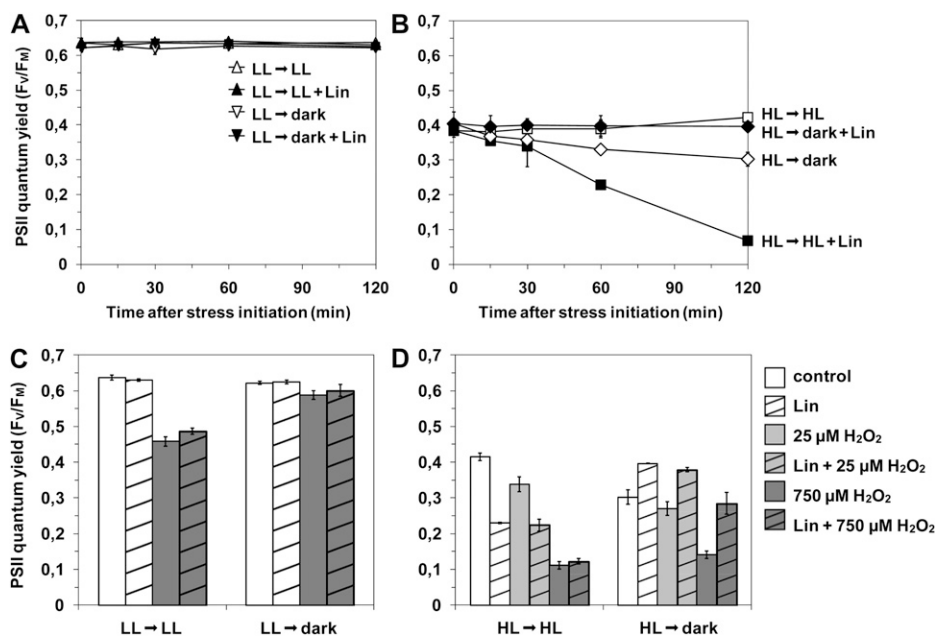 A
PSII quantum yield (Fv/FM)
0,7
0,6
0,5
0,4
0,3
0,2
0,1
0
LL → LL
LL → LL + Lin
LL → dark
LL → dark + Lin
0 30 60 90 120
Time after stress initiation (min)
B
0,7
0,6
0,5
0,4
0,3
0,2
0,1
0
HL → HL
HL → dark + Lin
HL → dark
HL → HL + Lin
0 30 60 90 120
Time after stress initiation (min)
C
PSII quantum yield (Fv/FM)
0,7
0,6
0,5
0,4
0,3
0,2
0,1
0
LL → LL LL → dark
D
0,7
0,6
0,5
0,4
0,3
0,2
0,1
0
HL → HL HL → dark
control
Lin
25 µM H₂O₂
Lin + 25 µM H₂O₂
750 µM H₂O₂
Lin + 750 µM H₂O₂